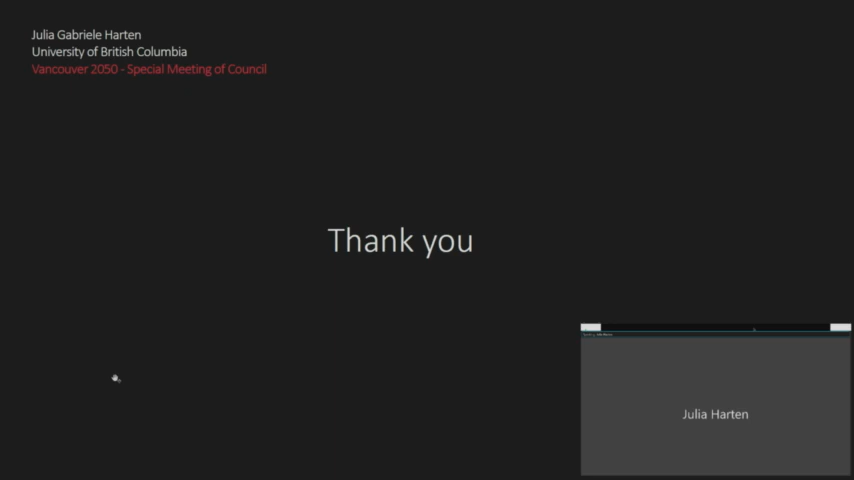 Julia Gabriele Harten
University of British Columbia
Vancouver 2050 - Special Meeting of Council
Thank you
Julia Harten